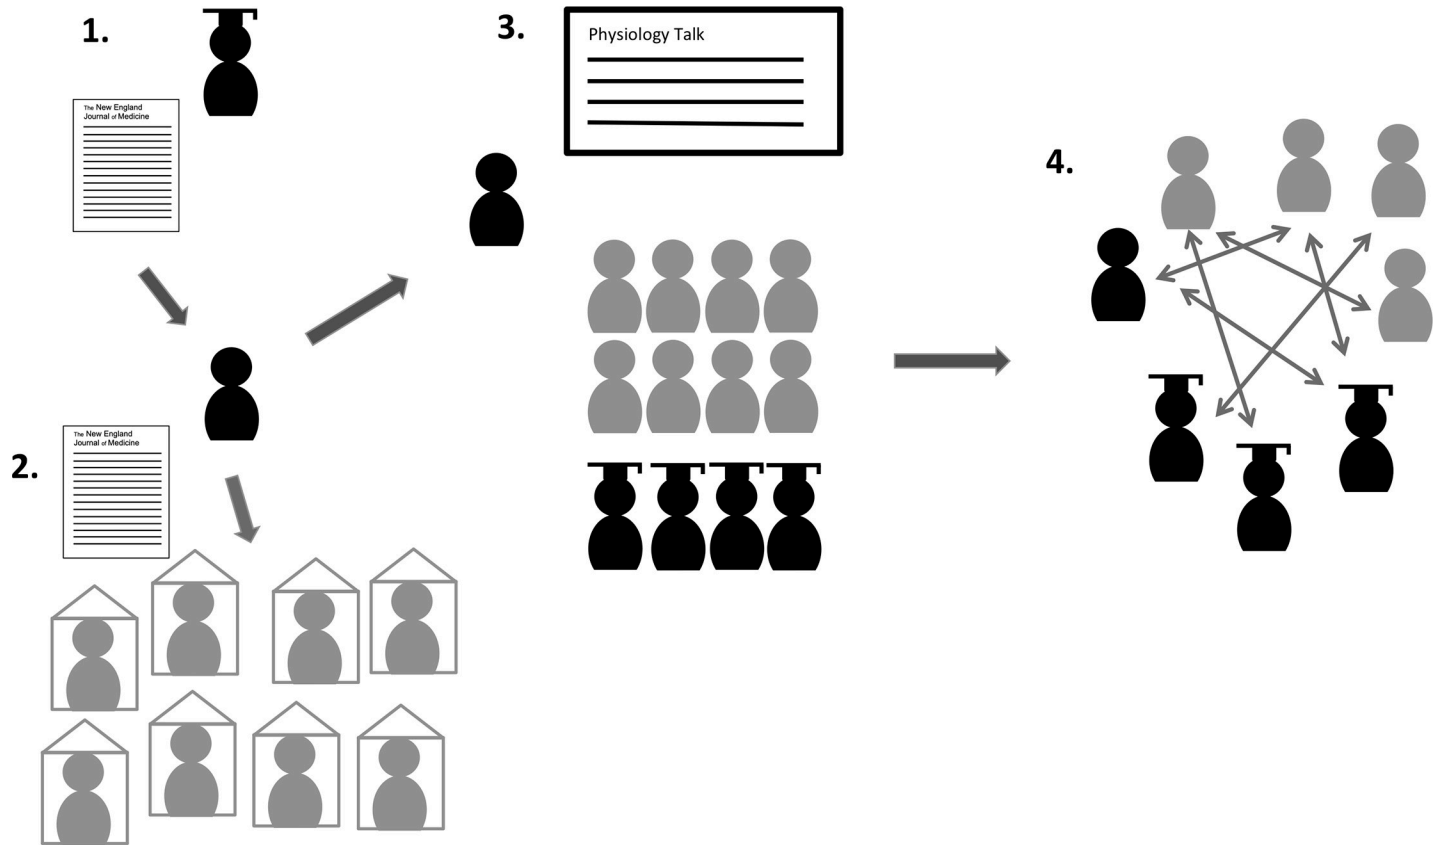 1.
The New England
Journal of Medicine
2.
The New England
Journal of Medicine
3.
Physiology Talk
4.